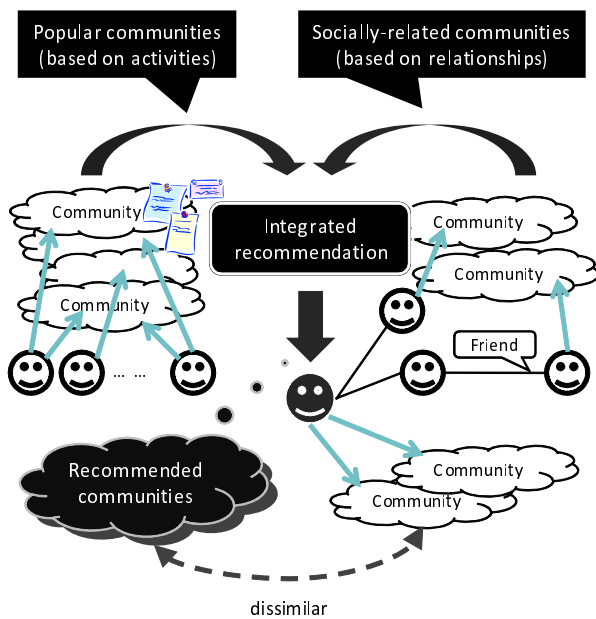 Popular communities
(based on activities)
Socially-related communities
(based on relationships)
Community
Community
Integrated
recommendation
Community
Community
Friend
... ...
Recommended
communities
Community
Community
dissimilar